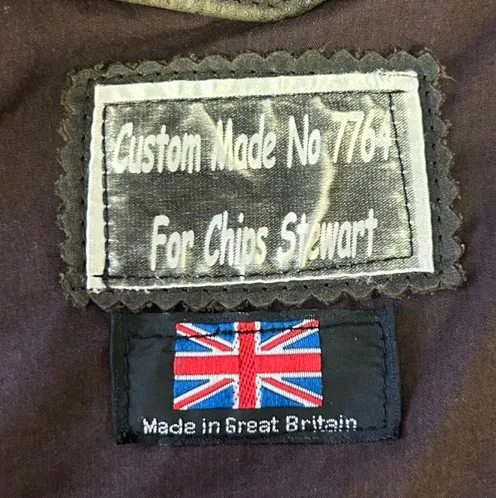 Custom Made No 7764
For Chips Stewart
Made in Great Britain